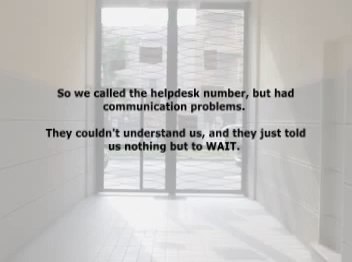 So we called the helpdesk number, but had
communication problems.
They couldn't understand us, and they just told
us nothing but to WAIT.